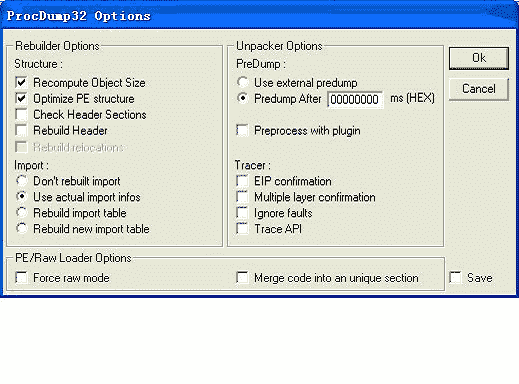 ProcDump32 Options
Rebuilder Options
Structure :
Recompute Object Size
Optimize PE structure
Check Header Sections
Rebuild Header
Rebuild relocations
Import :
Don't rebuilt import
Use actual import infos
Rebuild import table
Rebuild new import table
Unpacker Options
PreDump :
Use external predump
Predump After 00000000 ms (HEX)
Preprocess with plugin
Tracer :
EIP confirmation
Multiple layer confirmation
Ignore faults
Trace API
Ok
Cancel
PE/Raw Loader Options
Force raw mode
Merge code into an unique section
Save